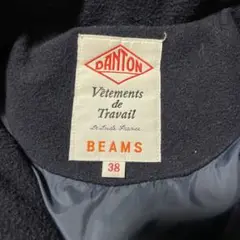 DANTON
Vêtements
de
Travail
BEAMS
38